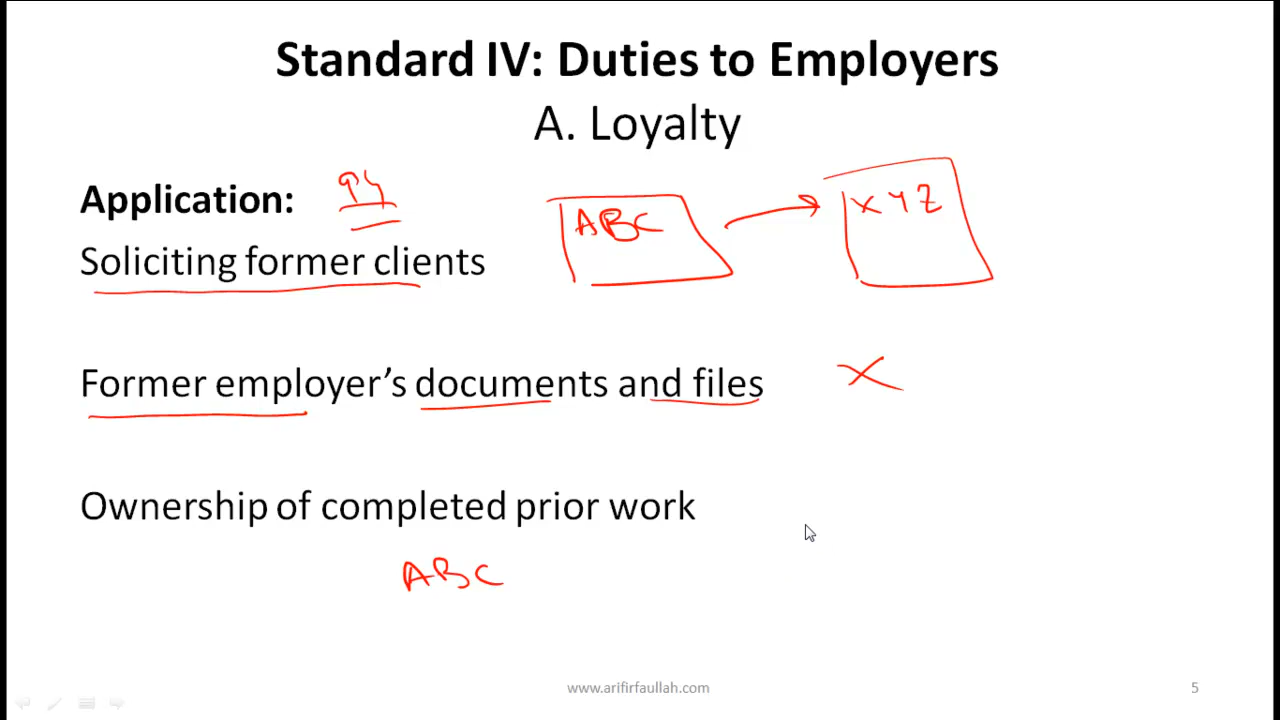 Standard IV: Duties to Employers
A. Loyalty
Application: 94
ABC XYZ
Soliciting former clients
Former employer's documents and files X
Ownership of completed prior work
ABC
www.arifirfaullah.com 5